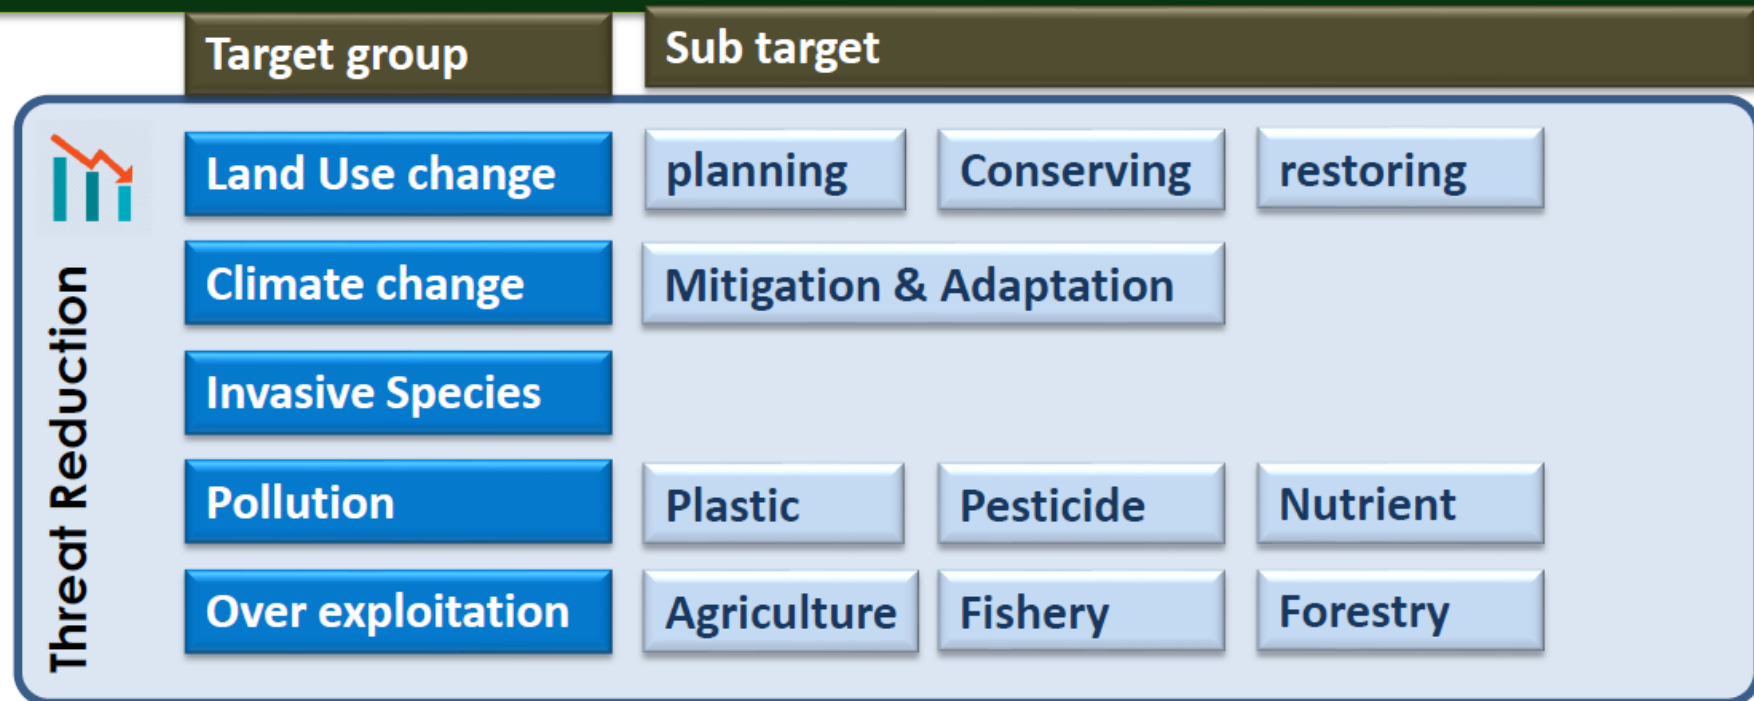 Target group
Sub target
Threat Reduction
Land Use change
planning
Conserving
restoring
Climate change
Mitigation & Adaptation
Invasive Species
Pollution
Plastic
Pesticide
Nutrient
Over exploitation
Agriculture
Fishery
Forestry